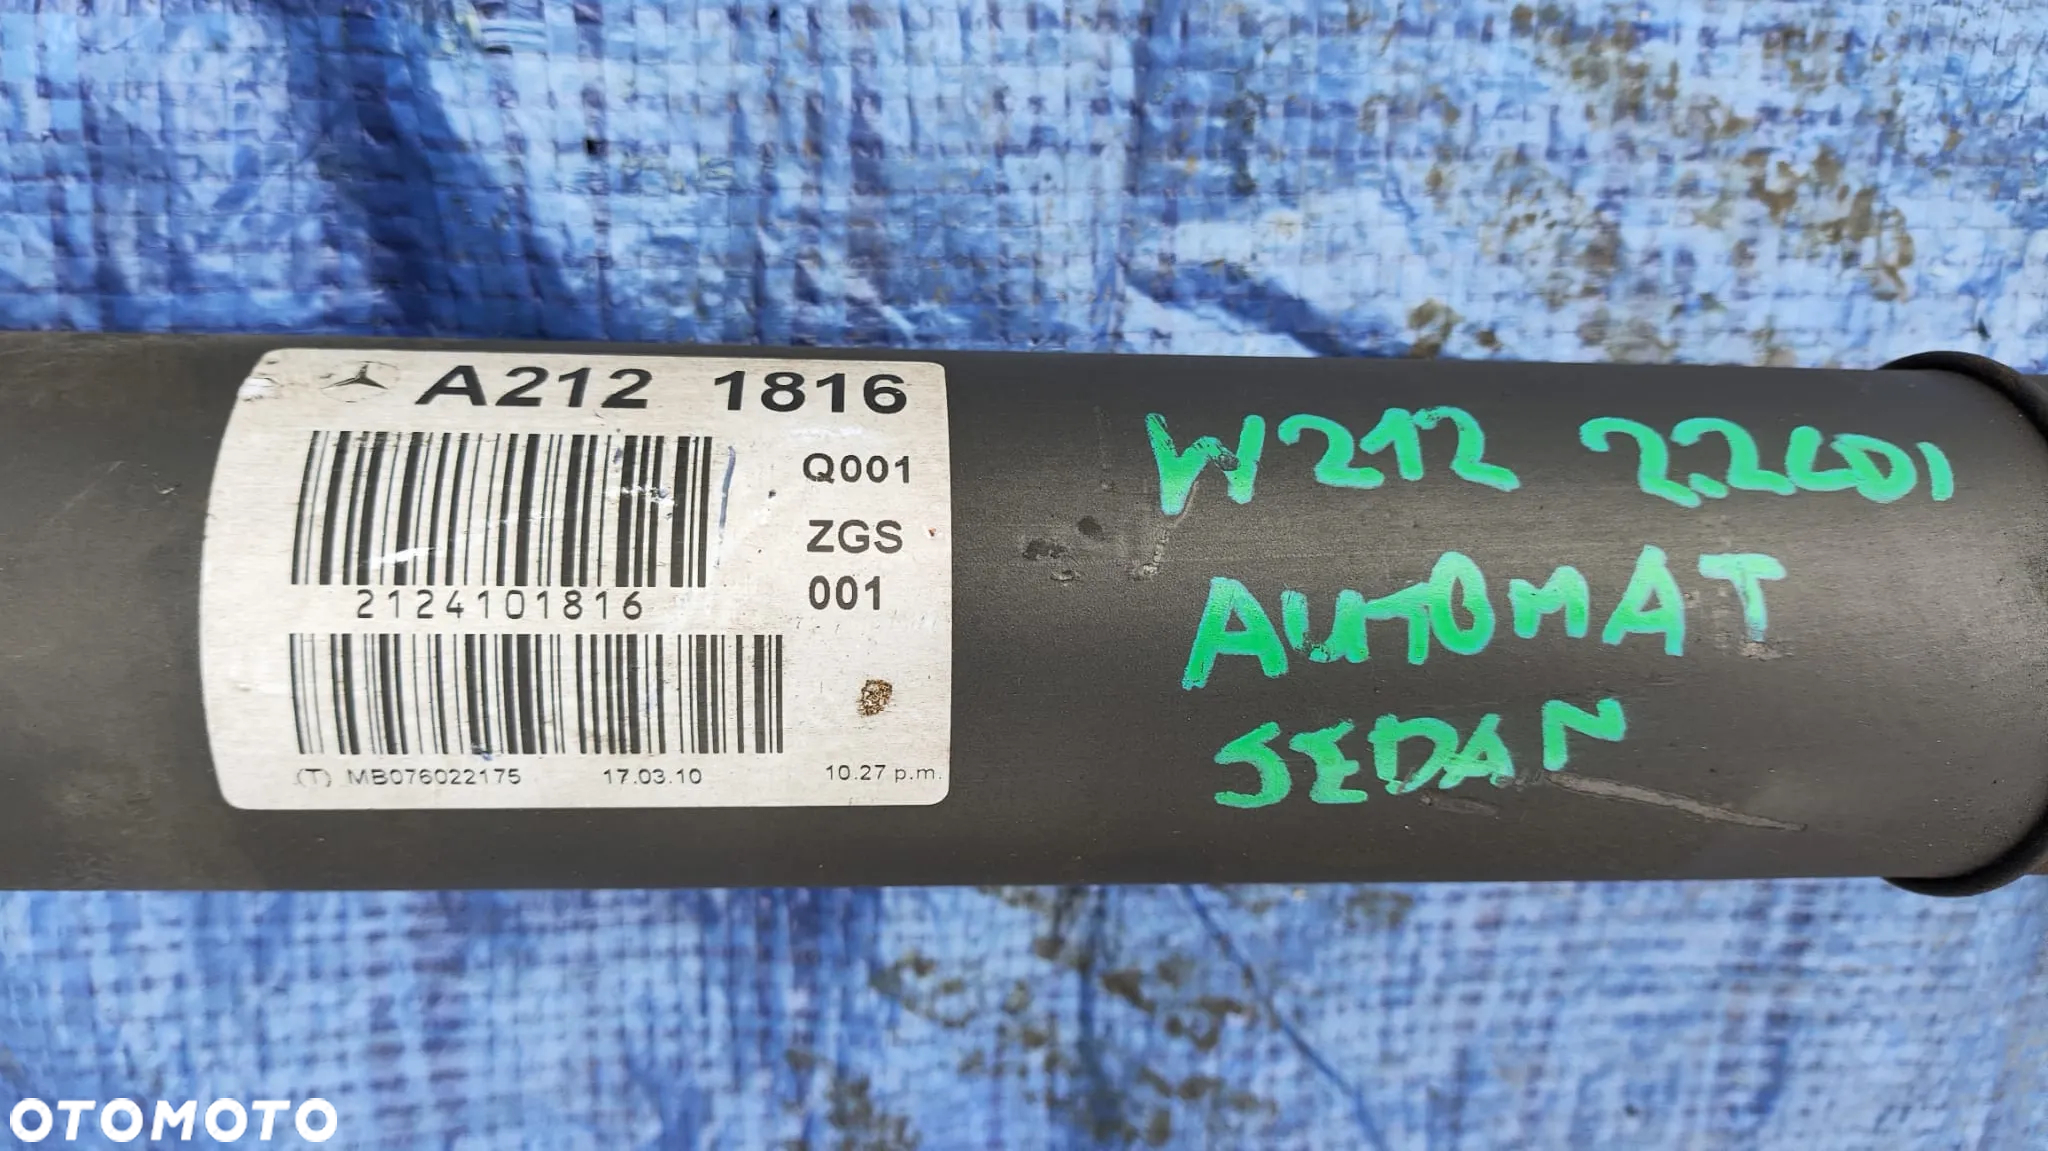 A212 1816
Q001
ZGS
001
2124101816
(T) MB076022175 17.03.10 10.27 p.m.
W212 2.2CDI
AUTOMAT
SEDAN
OTOMOTO